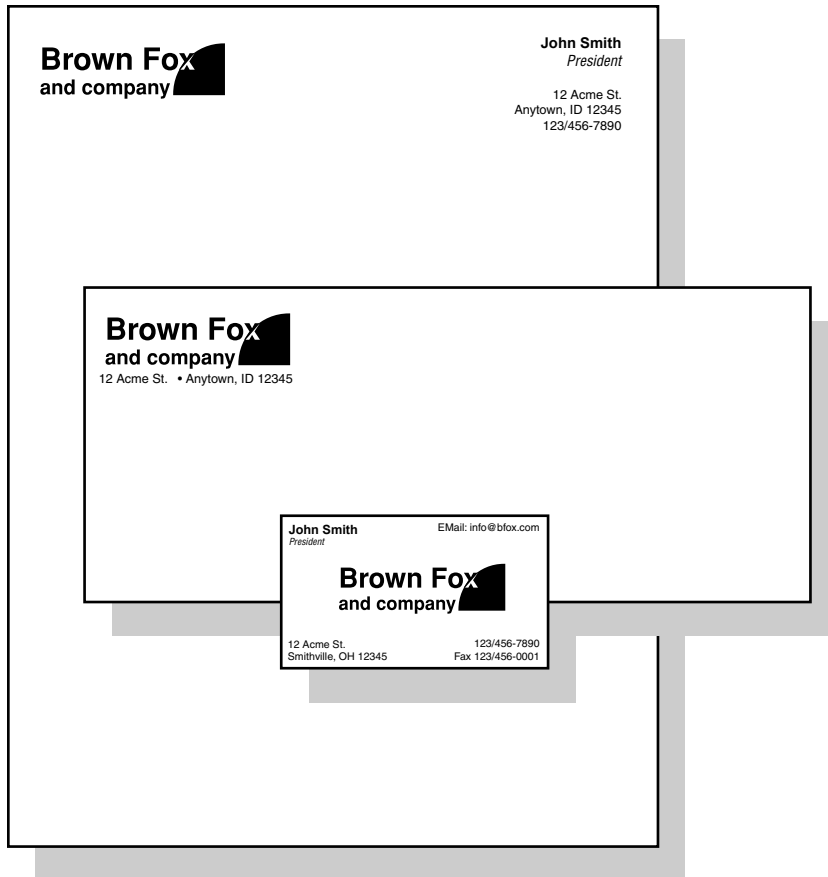 Brown Fox
and company
John Smith
President
12 Acme St.
Anytown, ID 12345
123/456-7890
Brown Fox
and company
12 Acme St. • Anytown, ID 12345
John Smith
President
EMail: info@bfox.com
Brown Fox
and company
12 Acme St.
Smithville, OH 12345
123/456-7890
Fax 123/456-0001